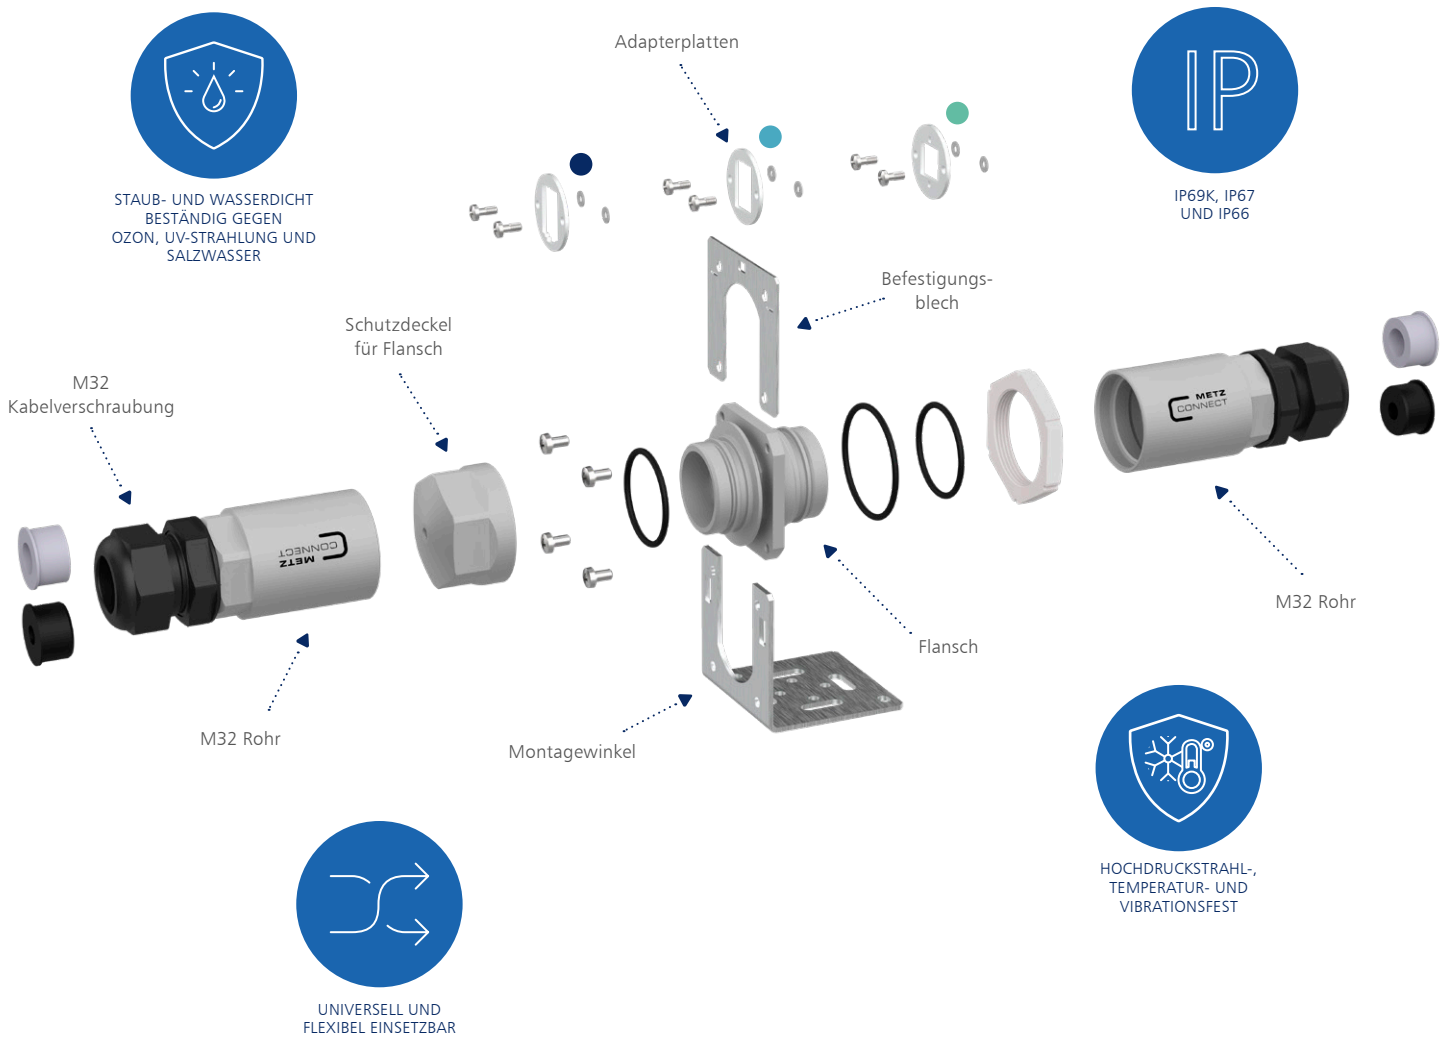 Adapterplatten
STAUB- UND WASSERDICHT
BESTÄNDIG GEGEN
OZON, UV-STRAHLUNG UND
SALZWASSER
IP
IP69K, IP67
UND IP66
Befestigungs-
blech
Schutzdeckel
für Flansch
M32
Kabelverschraubung
METZ
CONNECT
METZ
CONNECT
M32 Rohr
Flansch
M32 Rohr
Montagewinkel
HOCHDRUCKSTRAHL-,
TEMPERATUR- UND
VIBRATIONSFEST
UNIVERSELL UND
FLEXIBEL EINSETZBAR